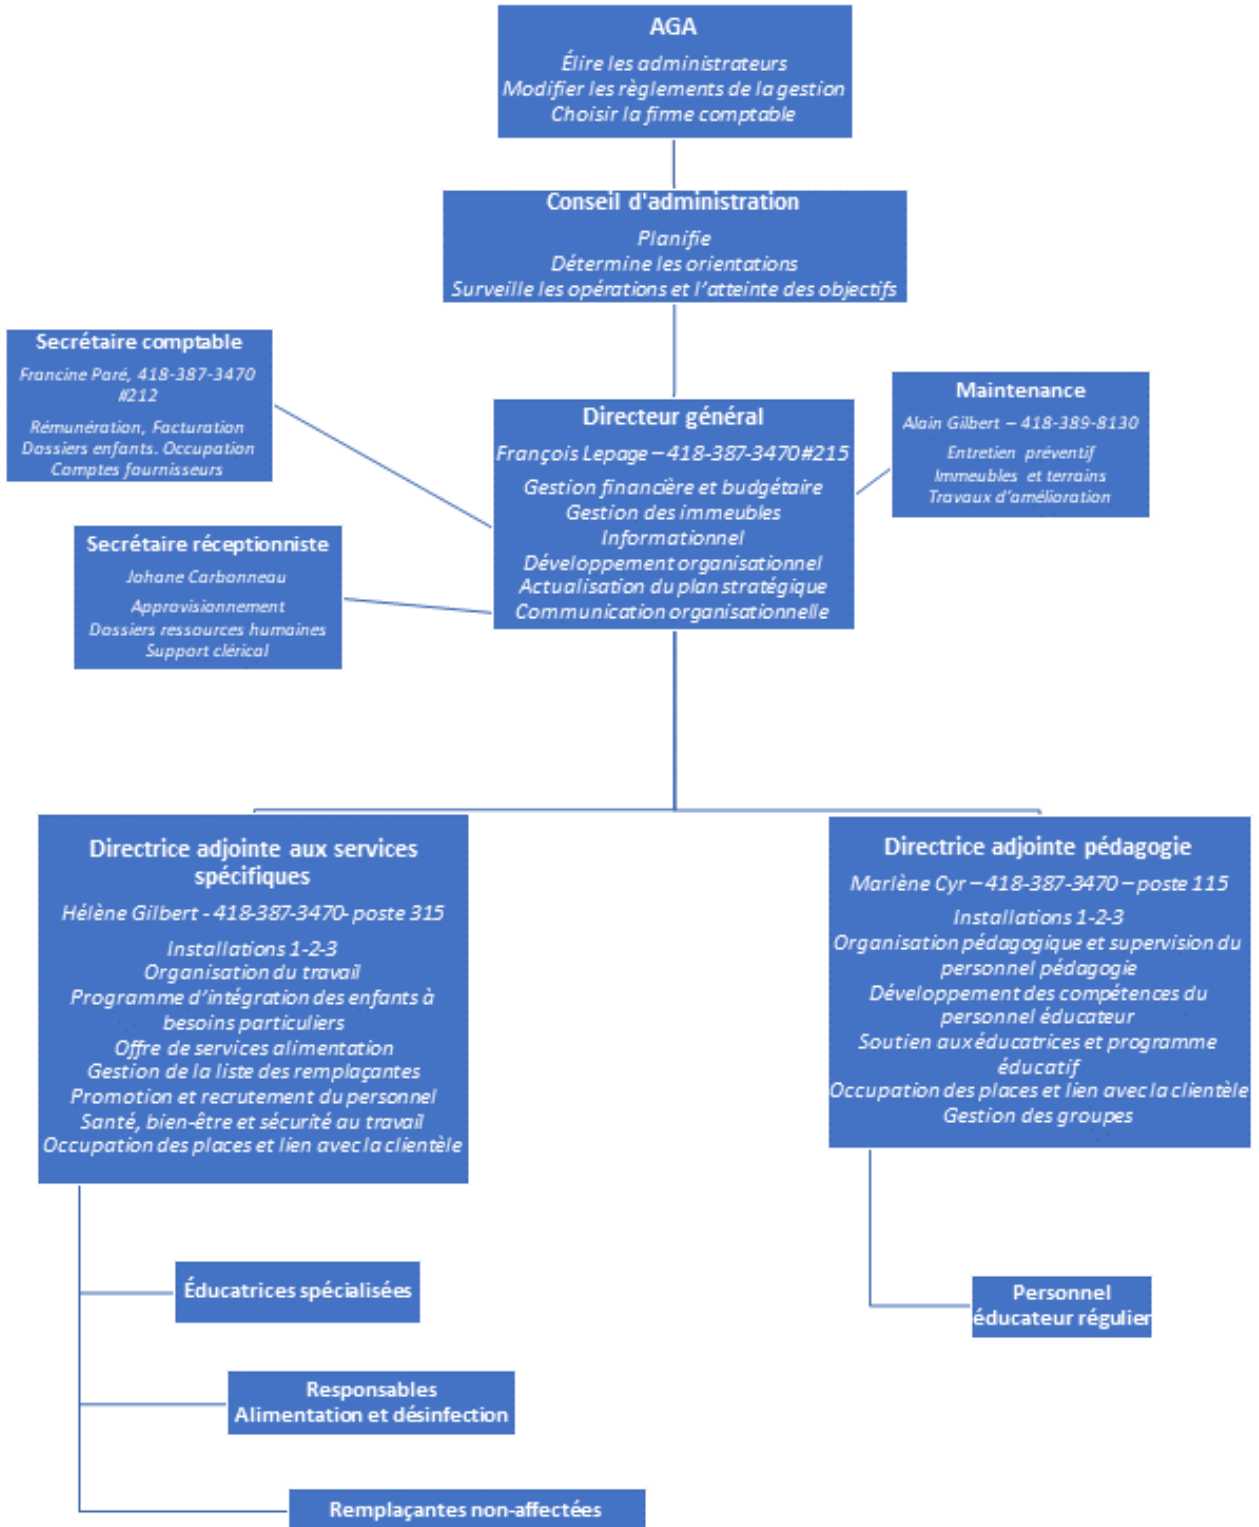 AGA
Élire les administrateurs
Modifier les règlements de la gestion
Choisir la firme comptable
Conseil d'administration
Planifie
Détermine les orientations
Surveille les opérations et l'atteinte des objectifs
Secrétaire comptable
Francine Paré, 418-387-3470
#212
Rémunération, Facturation
Dossiers enfants. Occupation
Comptes fournisseurs
Directeur général
François Lepage – 418-387-3470#215
Gestion financière et budgétaire
Gestion des immeubles
Informationnel
Développement organisationnel
Actualisation du plan stratégique
Communication organisationnelle
Maintenance
Alain Gilbert – 418-389-8130
Entretien préventif
Immeubles et terrains
Travaux d'amélioration
Secrétaire réceptionniste
Johane Carbonneau
Approvisionnement
Dossiers ressources humaines
Support clérical
Directrice adjointe aux services
spécifiques
Hélène Gilbert - 418-387-3470- poste 315
Installations 1-2-3
Organisation du travail
Programme d'intégration des enfants à
besoins particuliers
Offre de services alimentation
Gestion de la liste des remplaçantes
Promotion et recrutement du personnel
Santé, bien-être et sécurité au travail
Occupation des places et lien avec la clientèle
Directrice adjointe pédagogie
Marlène Cyr – 418-387-3470 – poste 115
Installations 1-2-3
Organisation pédagogique et supervision du
personnel pédagogie
Développement des compétences du
personnel éducateur
Soutien aux éducatrices et programme
éducatif
Occupation des places et lien avec la clientèle
Gestion des groupes
Éducatrices spécialisées
Personnel
éducateur régulier
Responsables
Alimentation et désinfection
Remplaçantes non-affectées